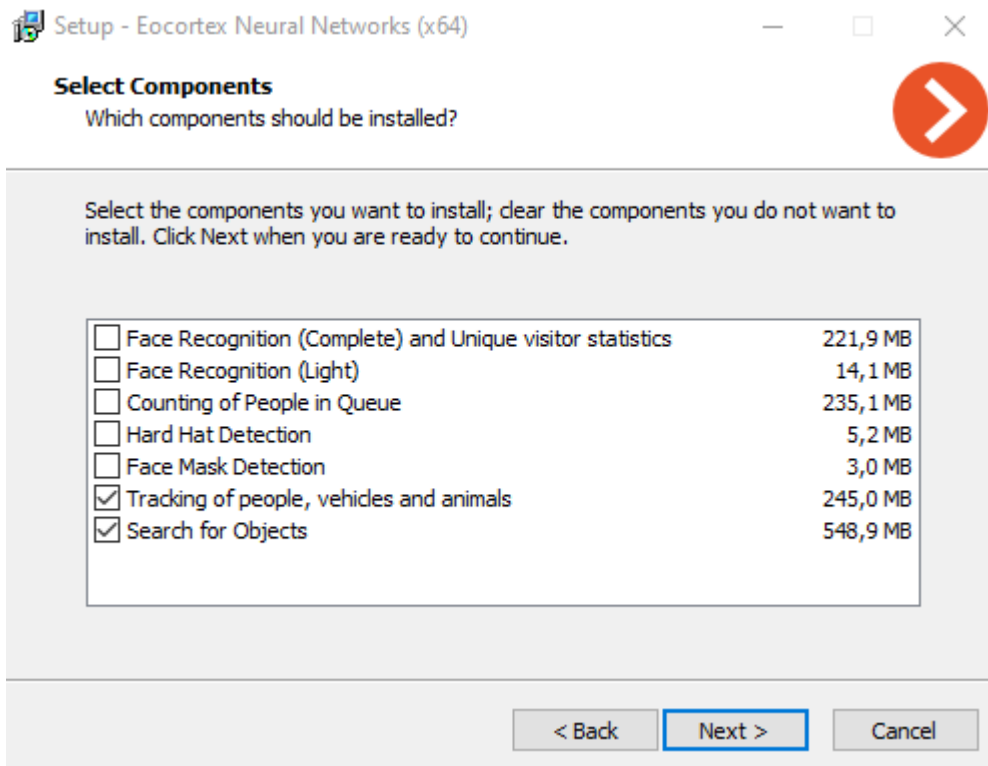 Setup - Eocortex Neural Networks (x64)
Select Components
Which components should be installed?
Select the components you want to install; clear the components you do not want to
install. Click Next when you are ready to continue.
Face Recognition (Complete) and Unique visitor statistics 221,9 MB
Face Recognition (Light) 14,1 MB
Counting of People in Queue 235,1 MB
Hard Hat Detection 5,2 MB
Face Mask Detection 3,0 MB
Tracking of people, vehicles and animals 245,0 MB
Search for Objects 548,9 MB
< Back Next > Cancel